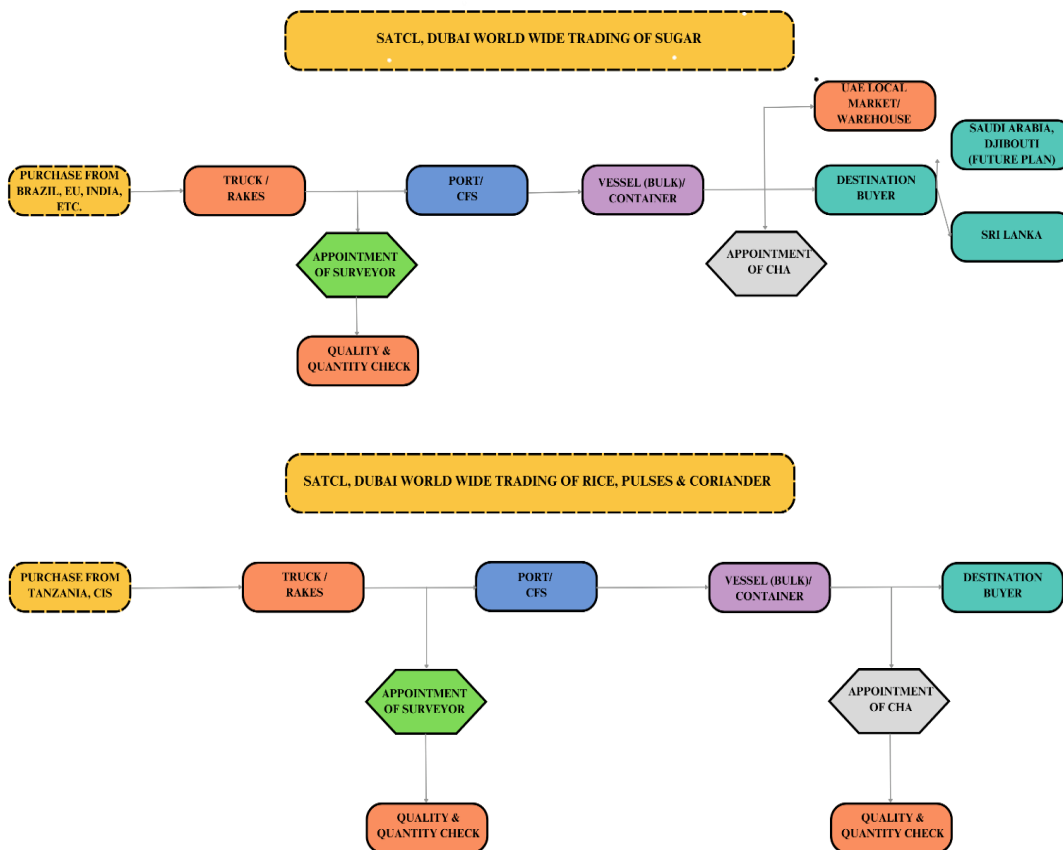 SATCL, DUBAI WORLD WIDE TRADING OF SUGAR
UAE LOCAL
MARKET/
WAREHOUSE
SAUDI ARABIA,
DJIBOUTI
(FUTURE PLAN)
PURCHASE FROM
BRAZIL, EU, INDIA,
ETC.
TRUCK /
RAKES
PORT/
CFS
VESSEL (BULK)/
CONTAINER
DESTINATION
BUYER
SRI LANKA
APPOINTMENT
OF SURVEYOR
APPOINTMENT
OF CHA
QUALITY &
QUANTITY CHECK
SATCL, DUBAI WORLD WIDE TRADING OF RICE, PULSES & CORIANDER
PURCHASE FROM
TANZANIA, CIS
TRUCK /
RAKES
PORT/
CFS
VESSEL (BULK)/
CONTAINER
DESTINATION
BUYER
APPOINTMENT
OF SURVEYOR
APPOINTMENT
OF CHA
QUALITY &
QUANTITY CHECK
QUALITY &
QUANTITY CHECK